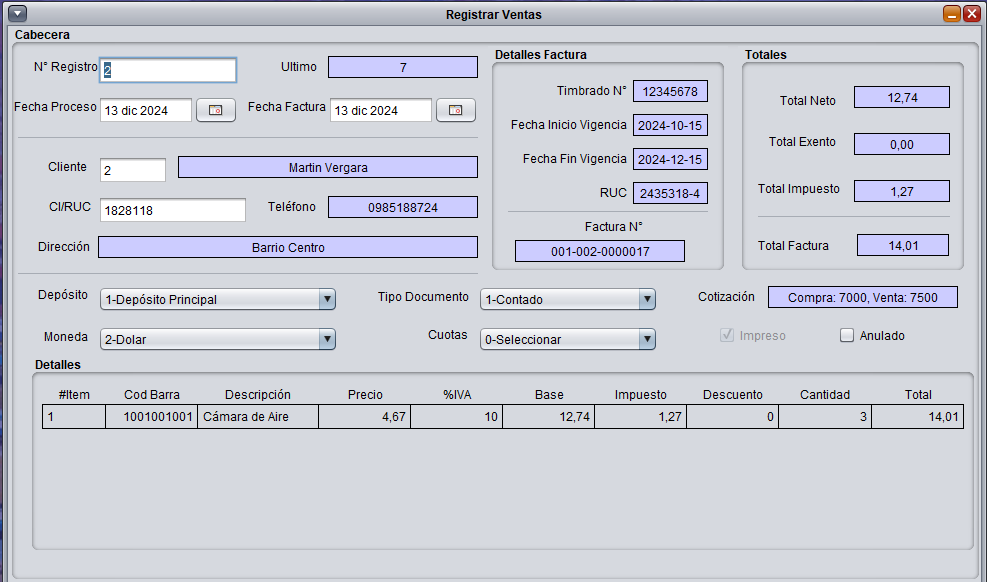 Registrar Ventas
Cabecera
N° Registro 2 Ultimo 7
Fecha Proceso 13 dic 2024 Fecha Factura 13 dic 2024
Cliente 2 Martin Vergara
CI/RUC 1828118 Teléfono 0985188724
Dirección Barrio Centro
Detalles Factura
Timbrado N° 12345678
Fecha Inicio Vigencia 2024-10-15
Fecha Fin Vigencia 2024-12-15
RUC 2435318-4
Factura N°
001-002-0000017
Totales
Total Neto 12,74
Total Exento 0,00
Total Impuesto 1,27
Total Factura 14,01
Depósito 1-Depósito Principal Tipo Documento 1-Contado Cotización Compra: 7000, Venta: 7500
Moneda 2-Dolar Cuotas 0-Seleccionar Impreso Anulado
Detalles
#Item Cod Barra Descripción Precio %IVA Base Impuesto Descuento Cantidad Total
1 1001001001 Cámara de Aire 4,67 10 12,74 1,27 0 3 14,01